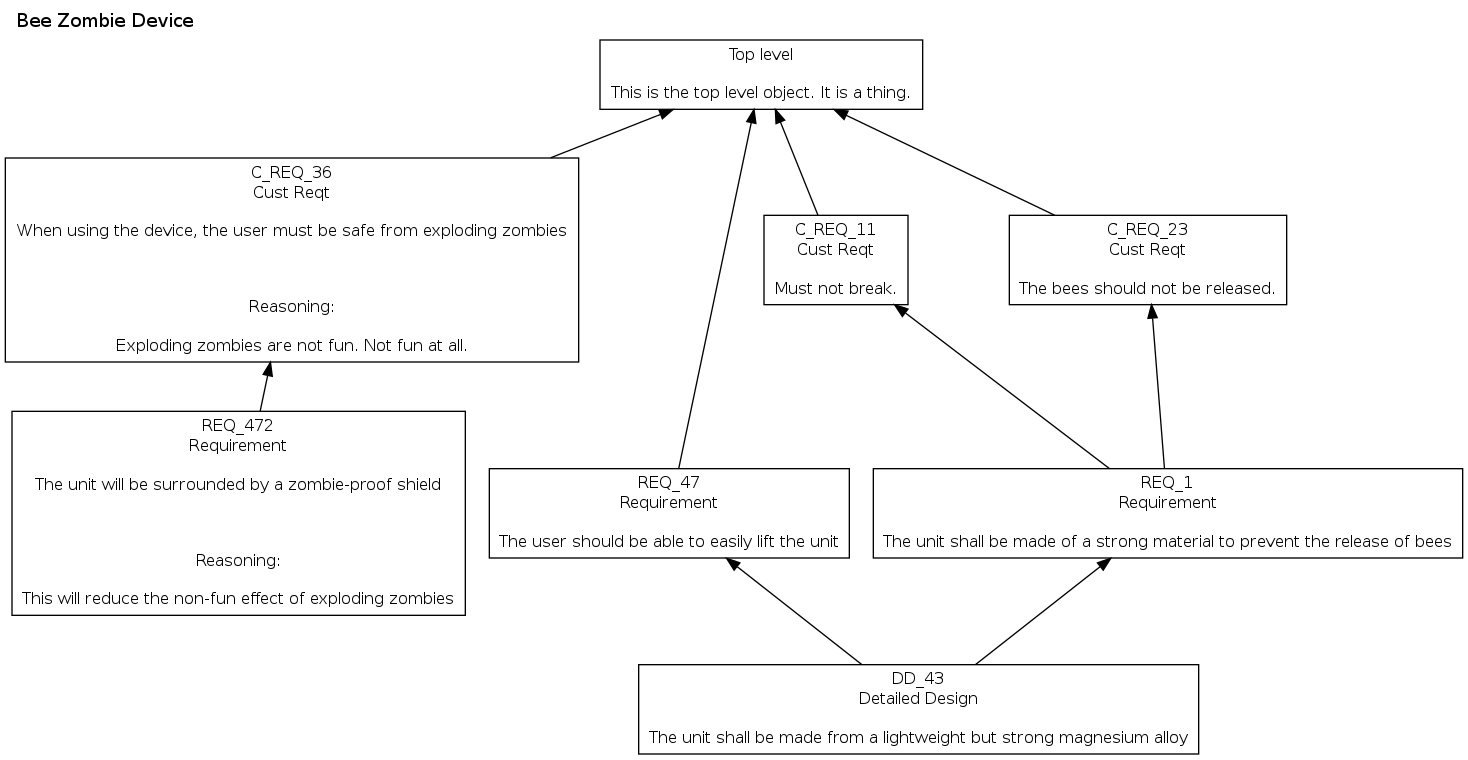 Bee Zombie Device
Top level
This is the top level object. It is a thing.
C_REQ_36
Cust Reqt
When using the device, the user must be safe from exploding zombies
Reasoning:
Exploding zombies are not fun. Not fun at all.
C_REQ_11
Cust Reqt
Must not break.
C_REQ_23
Cust Reqt
The bees should not be released.
REQ_472
Requirement
The unit will be surrounded by a zombie-proof shield
Reasoning:
This will reduce the non-fun effect of exploding zombies
REQ_47
Requirement
The user should be able to easily lift the unit
REQ_1
Requirement
The unit shall be made of a strong material to prevent the release of bees
DD_43
Detailed Design
The unit shall be made from a lightweight but strong magnesium alloy